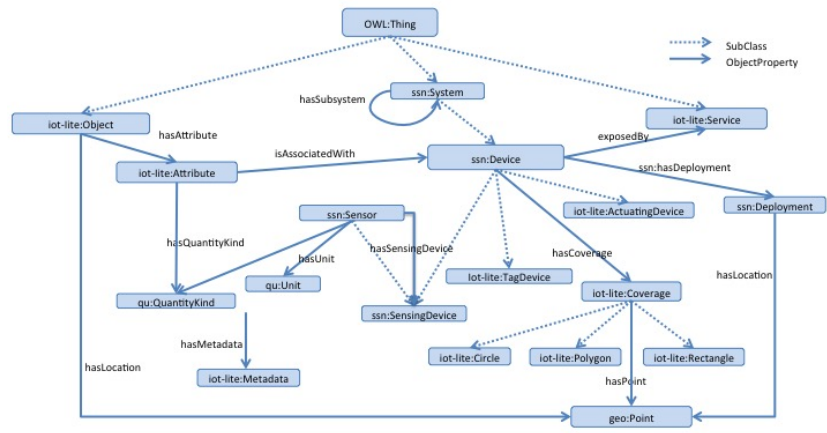 OWL:Thing
SubClass
ObjectProperty
ssn:System
hasSubsystem
iot-lite:Object
iot-lite:Service
hasAttribute
exposedBy
isAssociatedWith
ssn:Device
iot-lite:Attribute
ssn:hasDeployment
ssn:Sensor
iot-lite:ActuatingDevice
ssn:Deployment
hasQuantityKind
hasSensingDevice
hasUnit
hasCoverage
Iot-lite:TagDevice
hasLocation
qu:Unit
qu:QuantityKind
iot-lite:Coverage
ssn:SensingDevice
hasMetadata
iot-lite:Circle
iot-lite:Polygon
iot-lite:Rectangle
hasLocation
iot-lite:Metadata
hasPoint
geo:Point